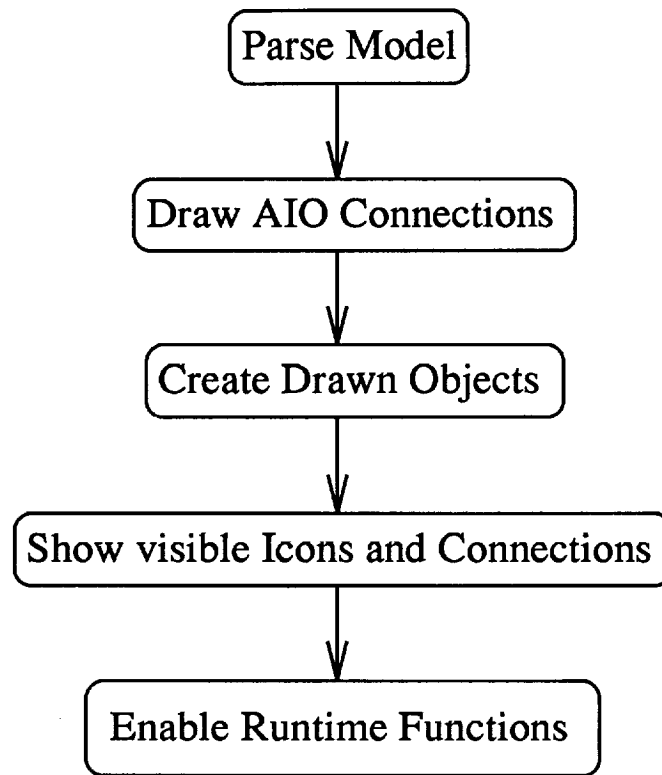 Parse Model
Draw AIO Connections
Create Drawn Objects
Show visible Icons and Connections
Enable Runtime Functions